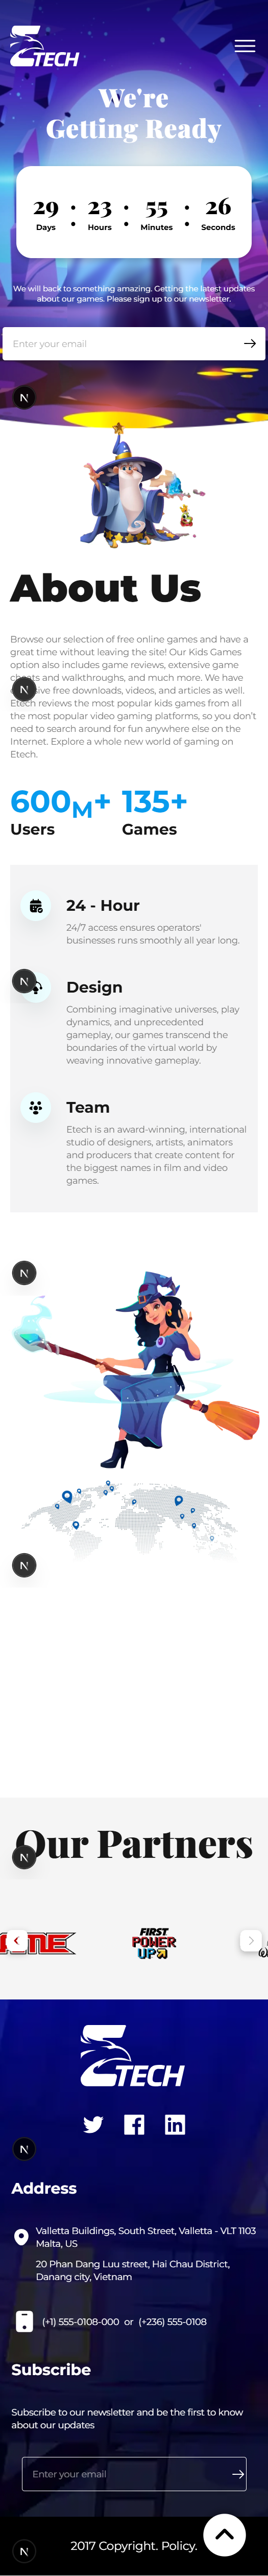 ETECH
We're
Getting Ready
29 : 23 : 55 : 26
Days Hours Minutes Seconds
We will back to something amazing. Getting the latest updates
about our games. Please sign up to our newsletter.
Enter your email
N
About Us
Browse our selection of free online games and have a
great time without leaving the site! Our Kids Games
option also includes game reviews, extensive game
cheats and walkthroughs, and much more. We have
free downloads, videos, and articles as well.
N
Etech reviews the most popular kids games from all
the most popular video gaming platforms, so you don't
need to search around for fun anywhere else on the
Internet. Explore a whole new world of gaming on
Etech.
600M+ 135+
Users Games
24 - Hour
24/7 access ensures operators'
businesses runs smoothly all year long.
N
Design
Combining imaginative universes, play
dynamics, and unprecedented
gameplay, our games transcend the
boundaries of the virtual world by
weaving innovative gameplay.
Team
Etech is an award-winning, international
studio of designers, artists, animators
and producers that create content for
the biggest names in film and video
games.
N
N
Our Partners
N
FIRST
POWER
UP
N
ETECH
Address
Valletta Buildings, South Street, Valletta - VLT 1103
Malta, US
20 Phan Dang Luu street, Hai Chau District,
Danang city, Vietnam
(+1) 555-0108-000 or (+236) 555-0108
Subscribe
Subscribe to our newsletter and be the first to know
about our updates
Enter your email
2017 Copyright. Policy.
N